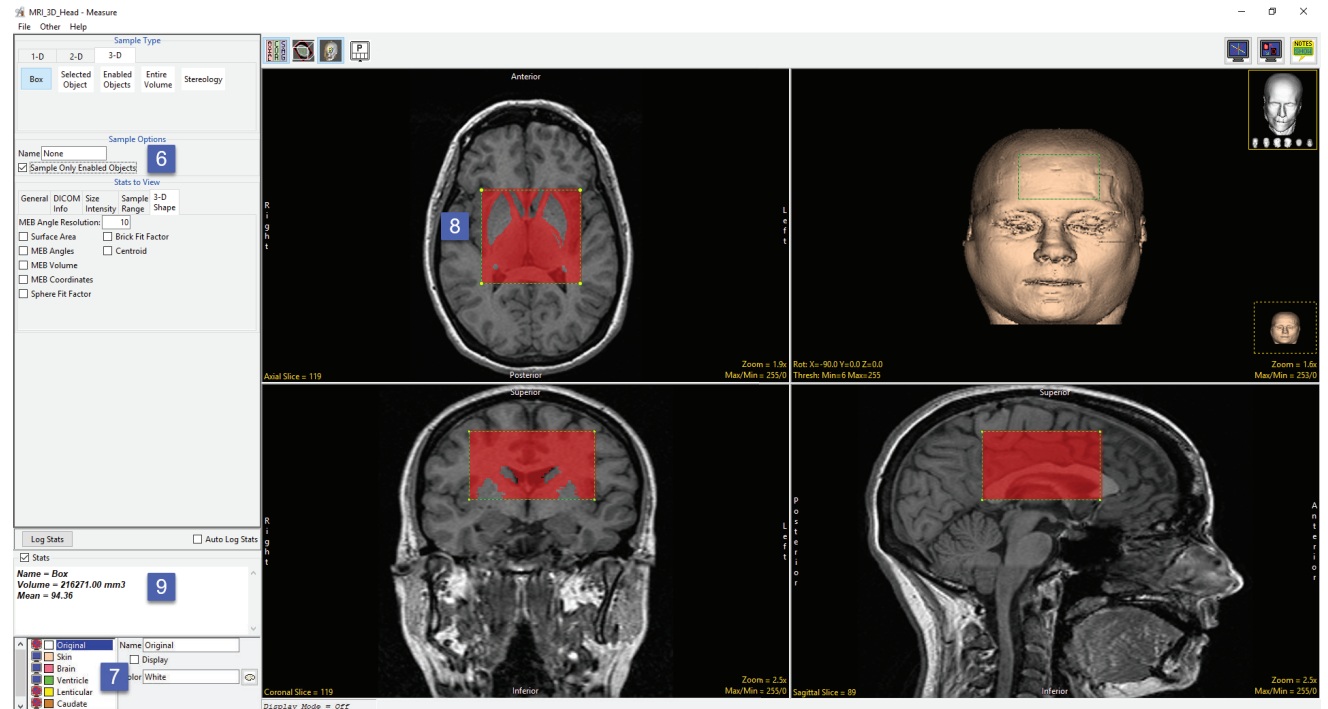 MRI_3D_Head - Measure
File Other Help
Sample Type
1-D 2-D 3-D
Box Selected Object Enabled Objects Entire Volume Stereology
Sample Options
Name None
Sample Only Enabled Objects
6
Stats to View
General DICOM Info Size Intensity Sample Range 3-D Shape
MEB Angle Resolution: 10
Surface Area Brick Fit Factor
MEB Angles Centroid
MEB Volume
MEB Coordinates
Sphere Fit Factor
Log Stats Auto Log Stats
Stats
Name = Box
Volume = 216271.00 mm3
Mean = 94.36
9
Original
Skin
Brain
Ventricle
Lenticular
Caudate
7
Name Original
Display
olor White
P
NOTES
SHOW
Anterior
Right
Left
8
Posterior
Axial Slice = 119
Zoom = 1.9x
Max/Min = 255/0
Rot: X=-90.0 Y=0.0 Z=0.0
Thresh: Min=6 Max=255
Zoom = 1.6x
Max/Min = 253/0
Superior
Right
Left
Inferior
Coronal Slice = 119
Zoom = 2.5x
Max/Min = 255/0
Superior
Posterior
Anterior
Inferior
Sagittal Slice = 89
Zoom = 2.5x
Max/Min = 255/0
Display Mode = Off